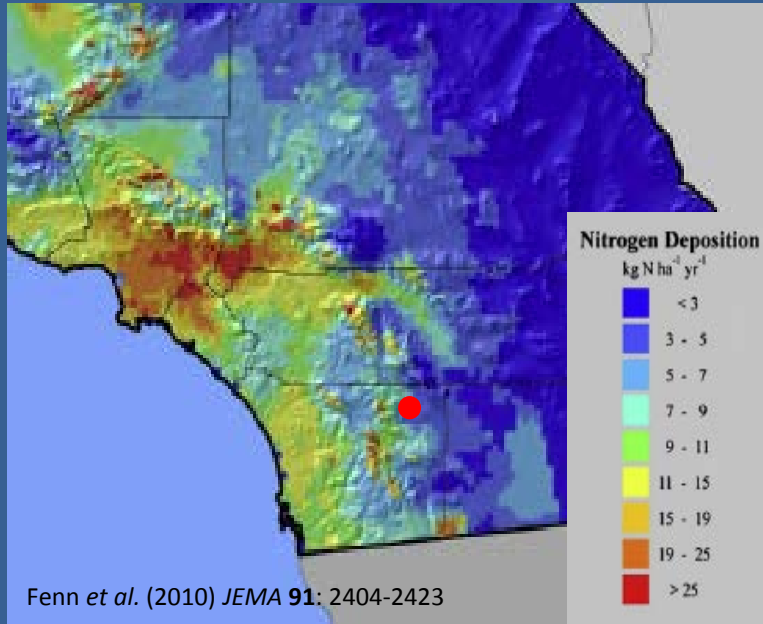 Nitrogen Deposition
kg N ha⁻¹ yr⁻¹
< 3
3 - 5
5 - 7
7 - 9
9 - 11
11 - 15
15 - 19
19 - 25
> 25
Fenn et al. (2010) JEMA 91: 2404-2423